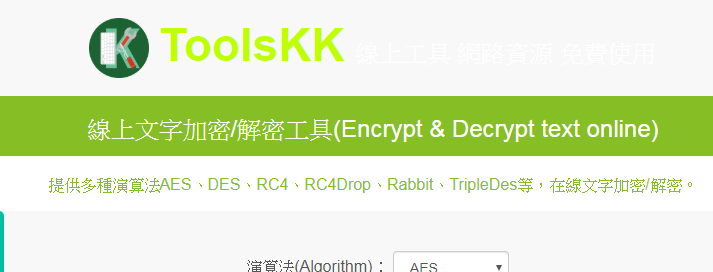 ToolsKK 線上工具 網路資源 免費使用
線上文字加密/解密工具(Encrypt & Decrypt text online)
提供多種演算法AES、DES、RC4、RC4Drop、Rabbit、TripleDes等，在線文字加密/解密。
演算法(Algorithm)： AES